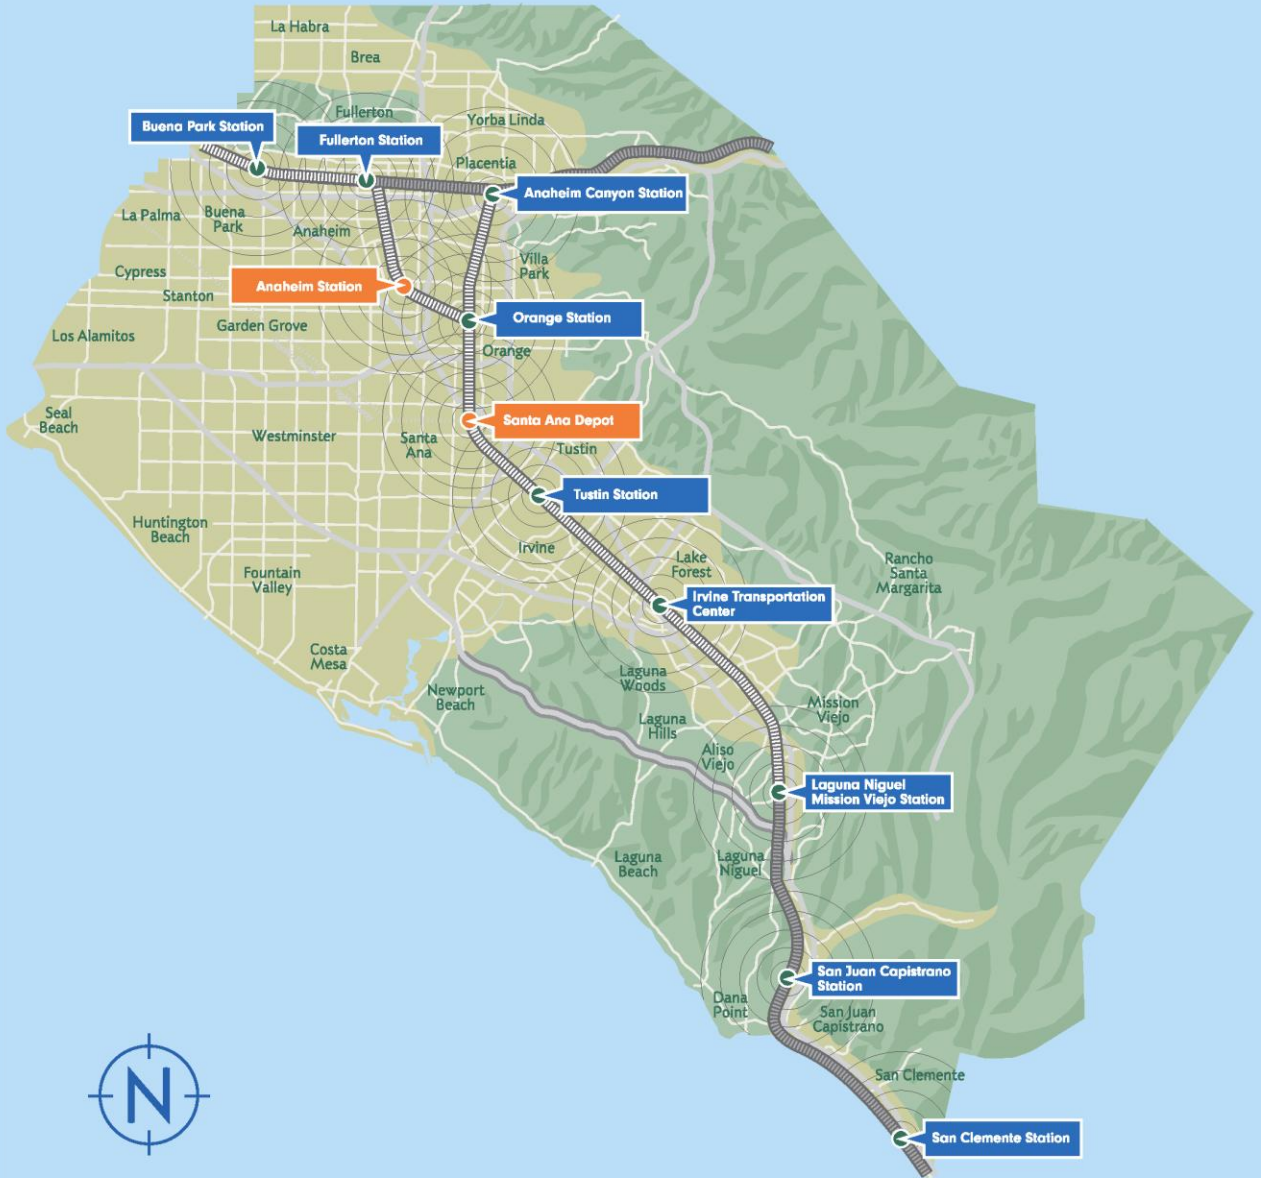 La Habra
Brea
Fullerton
Yorba Linda
Buena Park Station
Fullerton Station
Placentia
Anaheim Canyon Station
La Palma
Buena
Park
Anaheim
Villa
Park
Cypress
Stanton
Anaheim Station
Garden Grove
Orange Station
Los Alamitos
Orange
Seal
Beach
Westminster
Santa
Ana
Santa Ana Depot
Tustin
Tustin Station
Huntington
Beach
Irvine
Lake
Forest
Rancho
Santa
Margarita
Fountain
Valley
Irvine Transportation
Center
Costa
Mesa
Laguna
Woods
Newport
Beach
Mission
Viejo
Laguna
Hills
Aliso
Viejo
Laguna Niguel
Mission Viejo Station
Laguna
Beach
Laguna
Niguel
San Juan Capistrano
Station
Dana
Point
San Juan
Capistrano
San Clemente
N
San Clemente Station